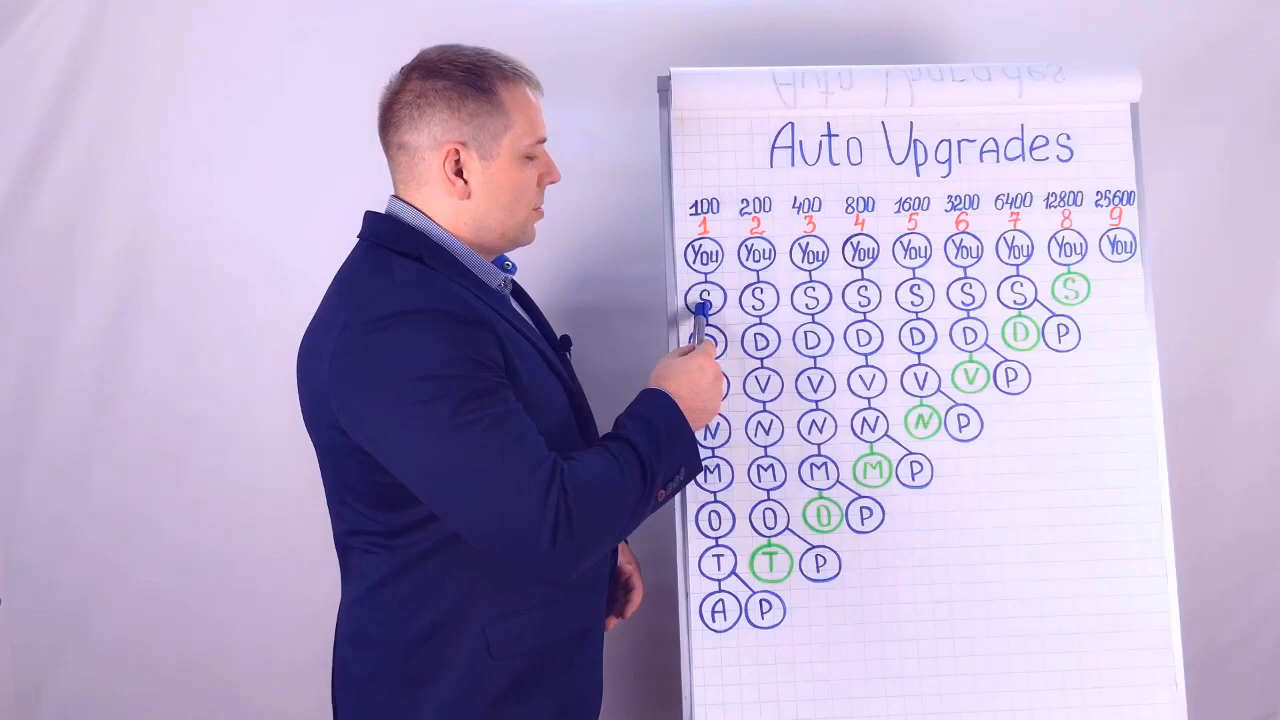 Auto Upgrades
100 200 400 800 1600 3200 6400 12800 25600
1 2 3 4 5 6 7 8 9
You You You You You You You You You
S S S S S S S S
D D D D D D P
V V V V V P
N N N N N P
M M M M P
O O O P
T T P
A P